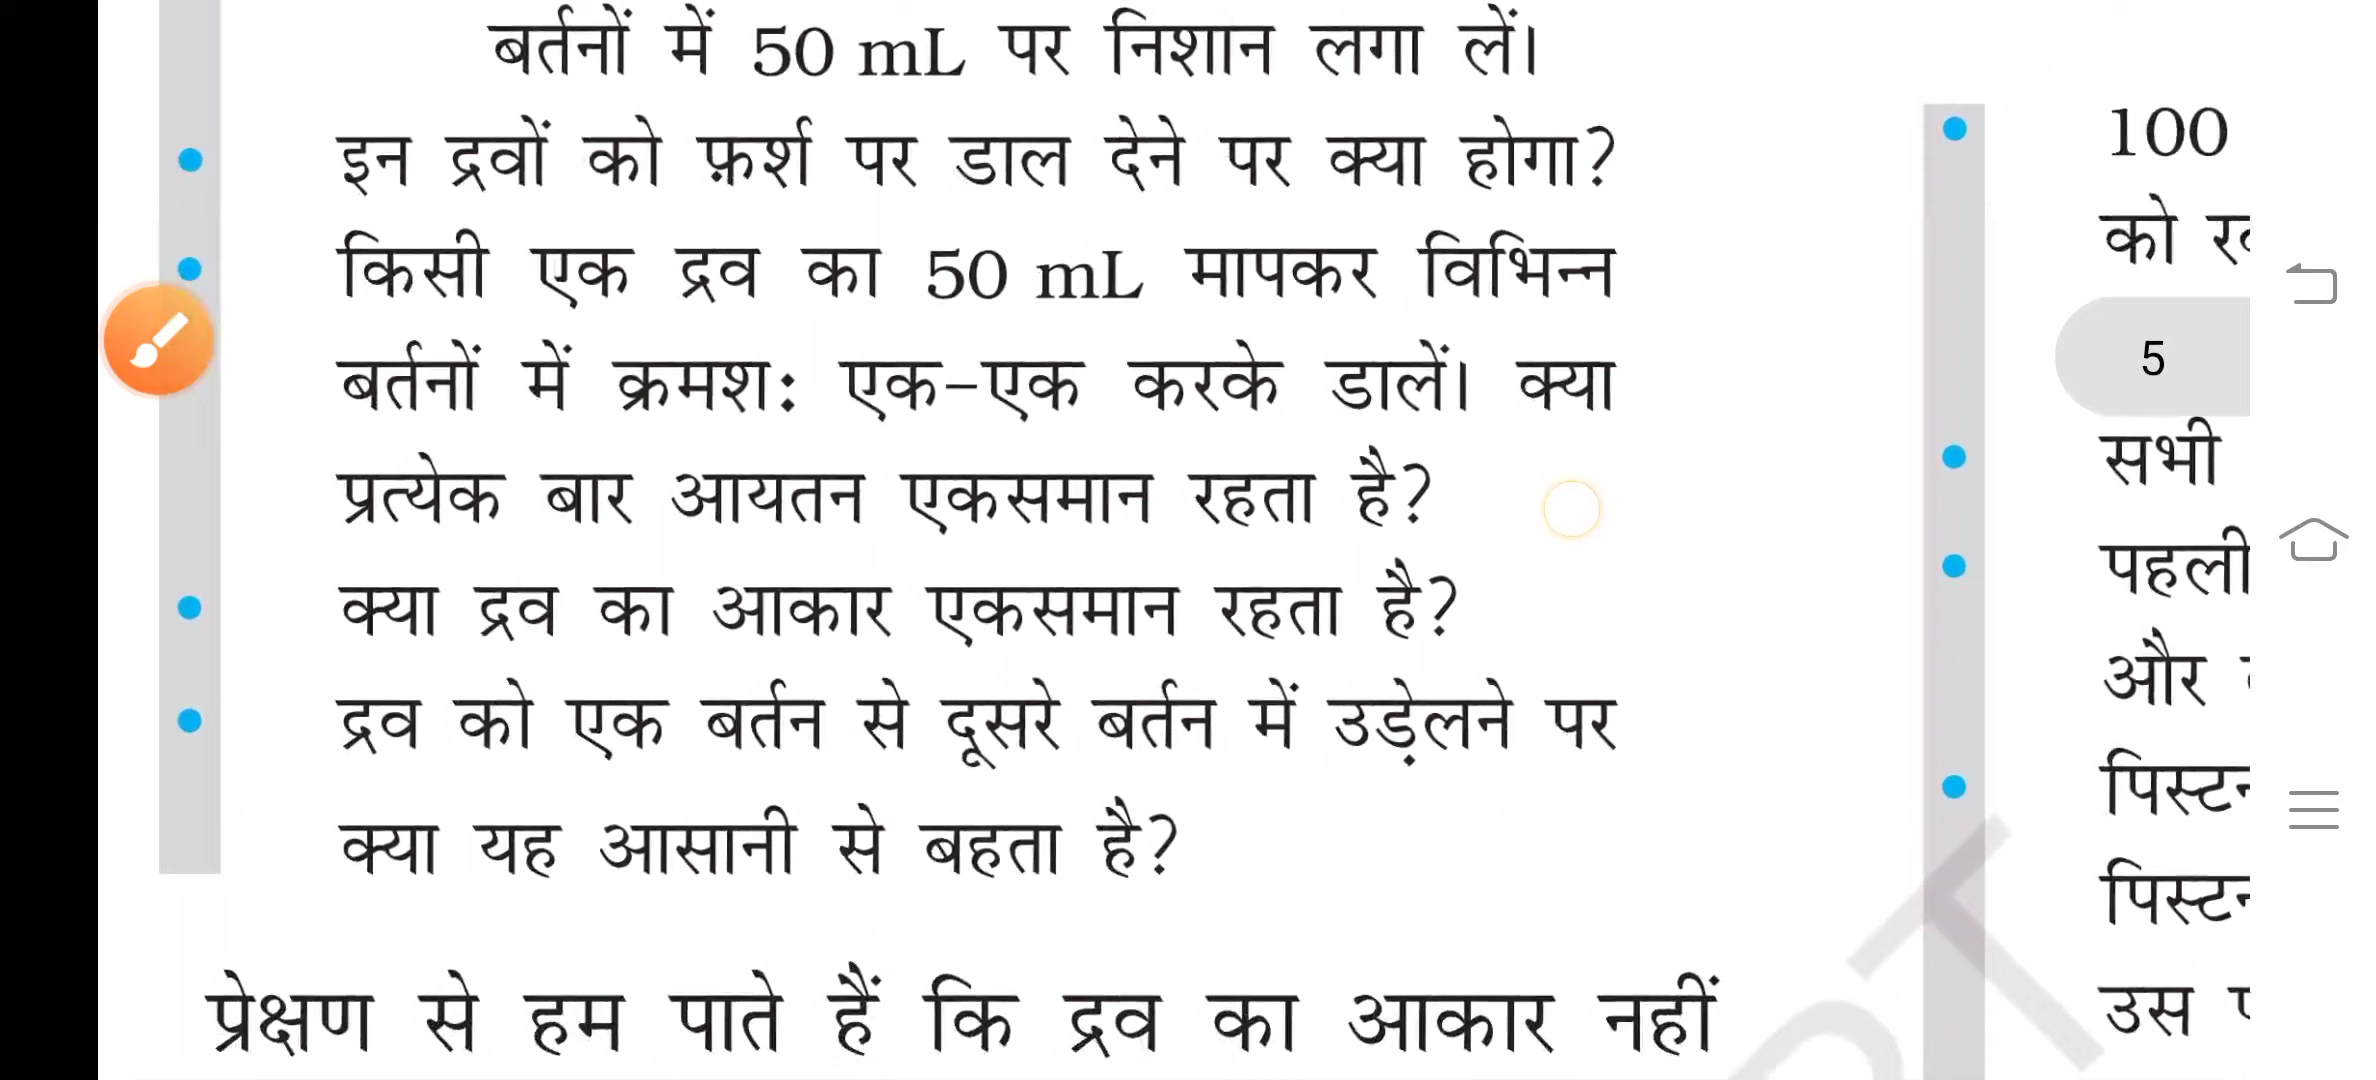 बर्तनों में 50 mL पर निशान लगा लें।
इन द्रवों को फ़र्श पर डाल देने पर क्या होगा?
किसी एक द्रव का 50 mL मापकर विभिन्न
बर्तनों में क्रमशः एक-एक करके डालें। क्या
प्रत्येक बार आयतन एकसमान रहता है?
क्या द्रव का आकार एकसमान रहता है?
द्रव को एक बर्तन से दूसरे बर्तन में उड़ेलने पर
क्या यह आसानी से बहता है?
प्रेक्षण से हम पाते हैं कि द्रव का आकार नहीं
100
को
5
सभी
पहली
और
पिस्टन
पिस्टन
उस